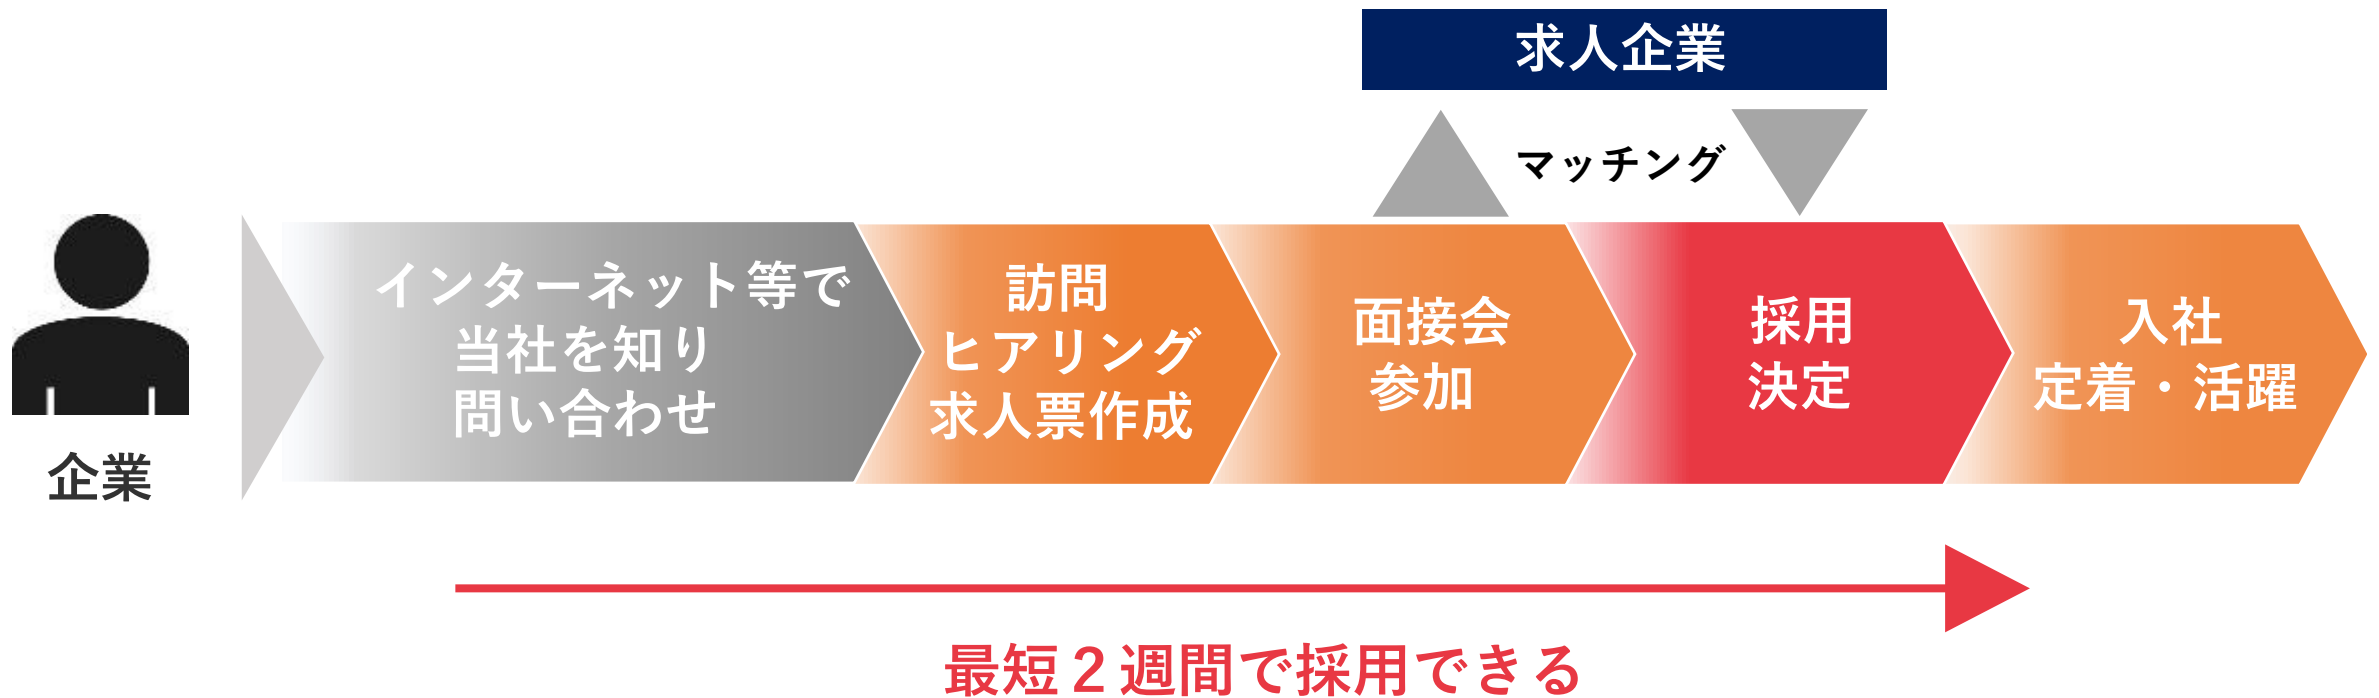 求人企業
マッチング
企業
インターネット等で
当社を知り
問い合わせ
訪問
ヒアリング
求人票作成
面接会
参加
採用
決定
入社
定着・活躍
最短２週間で採用できる